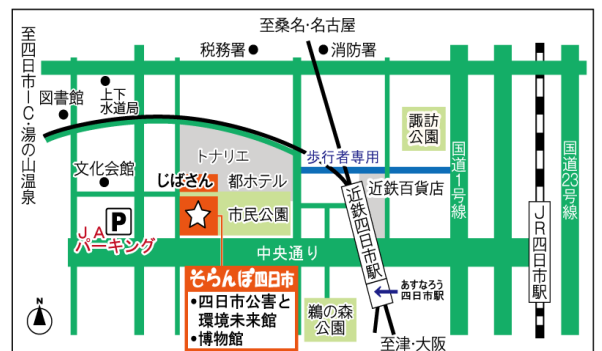 至桑名・名古屋
税務署
消防署
至四日市IC・湯の山温泉
図書館
上下
水道局
諏訪
公園
国道1号線
国道23号線
トナリエ
歩行者専用
文化会館
じばさん
都ホテル
近鉄百貨店
P
JA
パーキング
市民公園
近鉄四日市駅
JR四日市駅
中央通り
そらんぽ四日市
•四日市公害と
環境未来館
•博物館
あすなろう
四日市駅
鵜の森
公園
N
至津・大阪